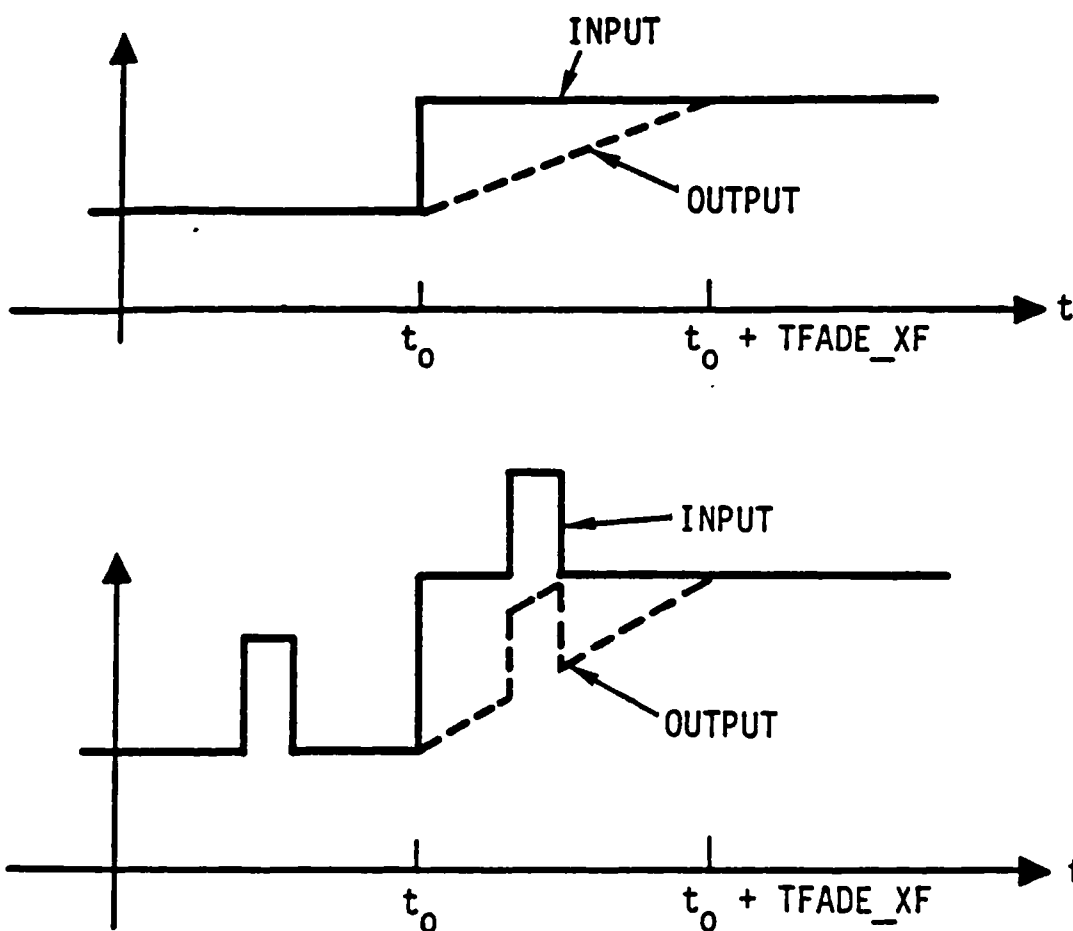 INPUT
OUTPUT
t
t₀
t₀ + TFADE_XF
INPUT
OUTPUT
t
t₀
t₀ + TFADE_XF